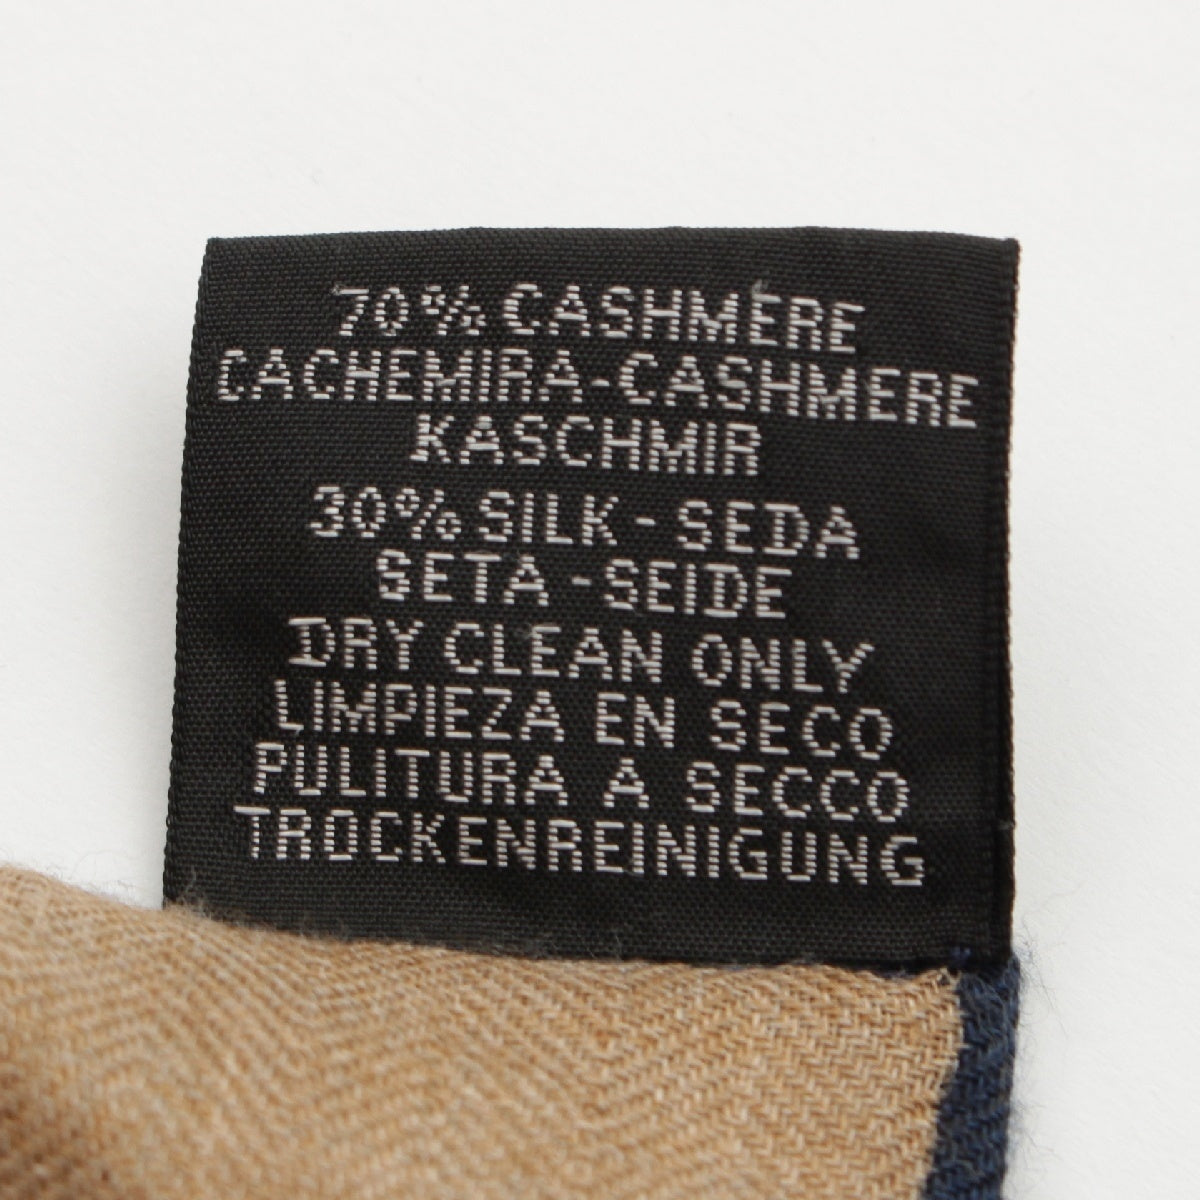 70% CASHMERE
CACHEMIRA-CASHMERE
KASCHMIR
30% SILK - SEDA
SETA - SEIDE
DRY CLEAN ONLY
LIMPIEZA EN SECO
PULITURA A SECCO
TROCKENREINIGUNG